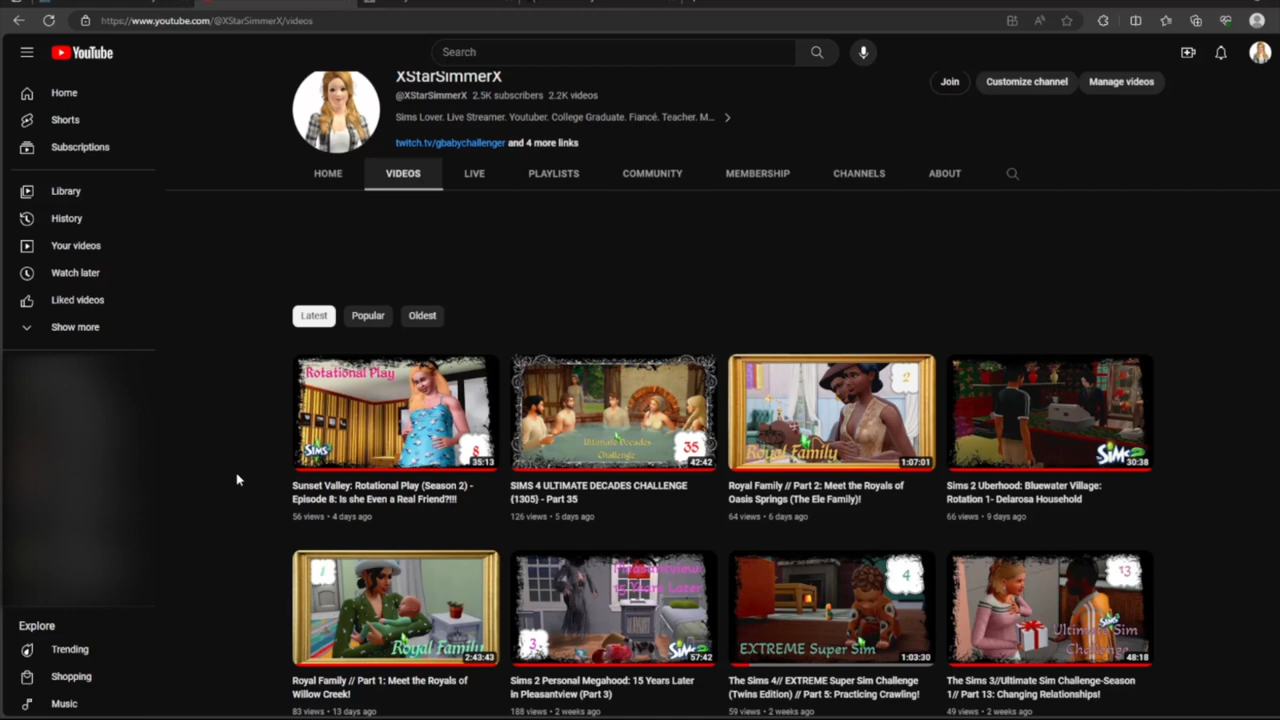 https://www.youtube.com/@XStarSimmerX/videos
YouTube
Search
Home
Shorts
Subscriptions
Library
History
Your videos
Watch later
Liked videos
Show more
Explore
Trending
Shopping
Music
XStarSimmerX
@XStarSimmerX 2.5K subscribers 2.2K videos
Sims Lover. Live Streamer. Youtuber. College Graduate. Fiancé. Teacher. M...
twitch.tv/gbabychallenger and 4 more links
Join Customize channel Manage videos
HOME VIDEOS LIVE PLAYLISTS COMMUNITY MEMBERSHIP CHANNELS ABOUT
Latest Popular Oldest
Rotational Play
SIMS
8
35:13
Sunset Valley: Rotational Play (Season 2) -
Episode 8: Is she Even a Real Friend?!!!
56 views • 4 days ago
Ultimate Decades
Challenge
35
42:42
SIMS 4 ULTIMATE DECADES CHALLENGE
{1305} - Part 35
126 views • 5 days ago
2
Royal Family
1:07:01
Royal Family // Part 2: Meet the Royals of
Oasis Springs (The Ele Family)!
64 views • 6 days ago
SIMS 2
30:38
Sims 2 Uberhood: Bluewater Village:
Rotation 1- Delarosa Household
66 views • 9 days ago
1
Royal Family
2:43:43
Royal Family // Part 1: Meet the Royals of
Willow Creek!
83 views • 13 days ago
Pleasantview:
15 Years Later
3
57:42
Sims 2 Personal Megahood: 15 Years Later
in Pleasantview (Part 3)
188 views • 2 weeks ago
4
EXTREME Super Sim
1:03:30
The Sims 4// EXTREME Super Sim Challenge
(Twins Edition) // Part 5: Practicing Crawling!
59 views • 2 weeks ago
13
Ultimate Sim
Challenge
48:18
The Sims 3//Ultimate Sim Challenge-Season
1// Part 13: Changing Relationships!
49 views • 2 weeks ago